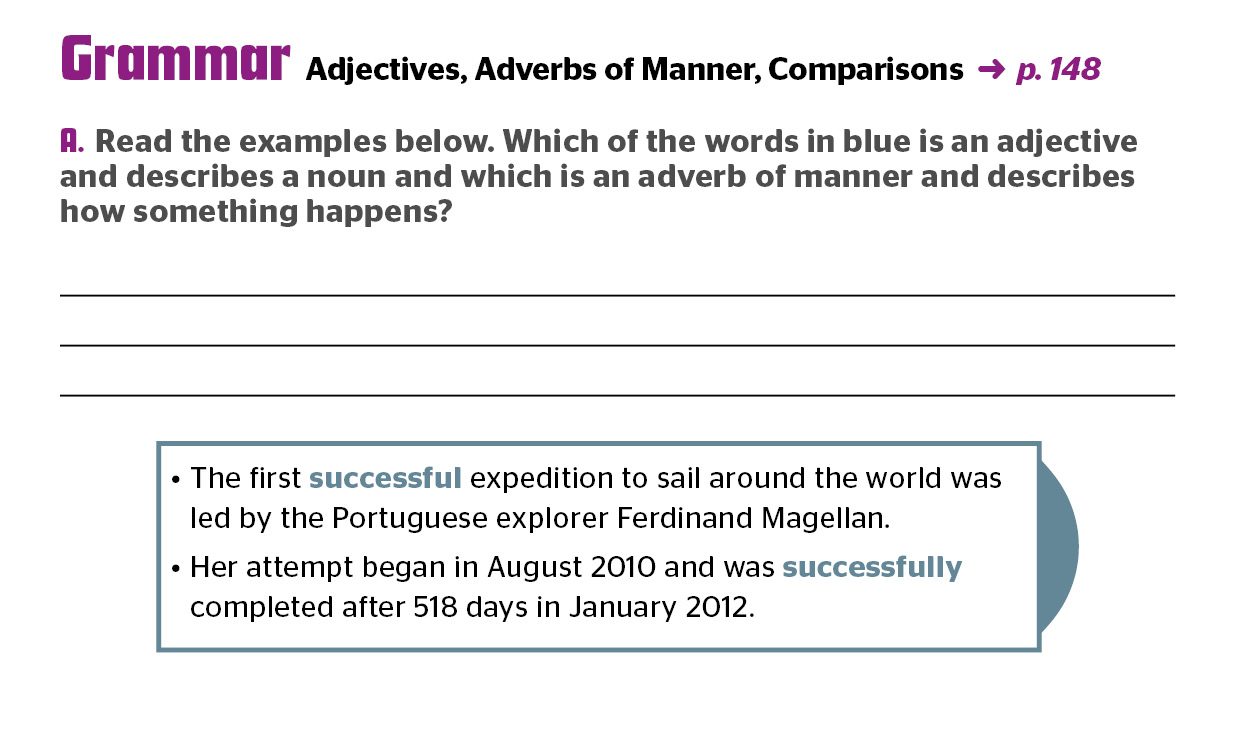 Grammar Adjectives, Adverbs of Manner, Comparisons → p. 148
A. Read the examples below. Which of the words in blue is an adjective
and describes a noun and which is an adverb of manner and describes
how something happens?
• The first successful expedition to sail around the world was
led by the Portuguese explorer Ferdinand Magellan.
• Her attempt began in August 2010 and was successfully
completed after 518 days in January 2012.